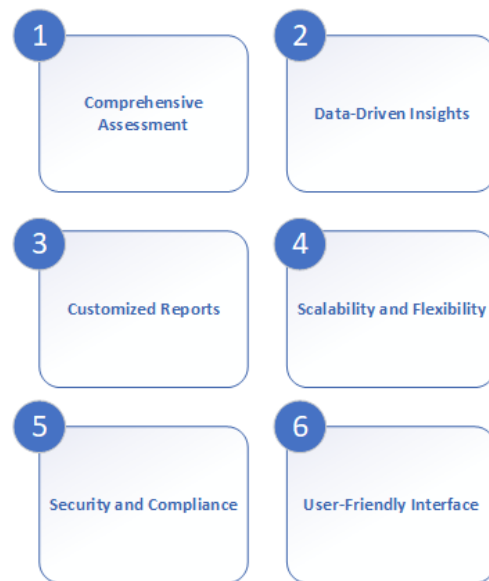 1
Comprehensive
Assessment
2
Data-Driven Insights
3
Customized Reports
4
Scalability and Flexibility
5
Security and Compliance
6
User-Friendly Interface